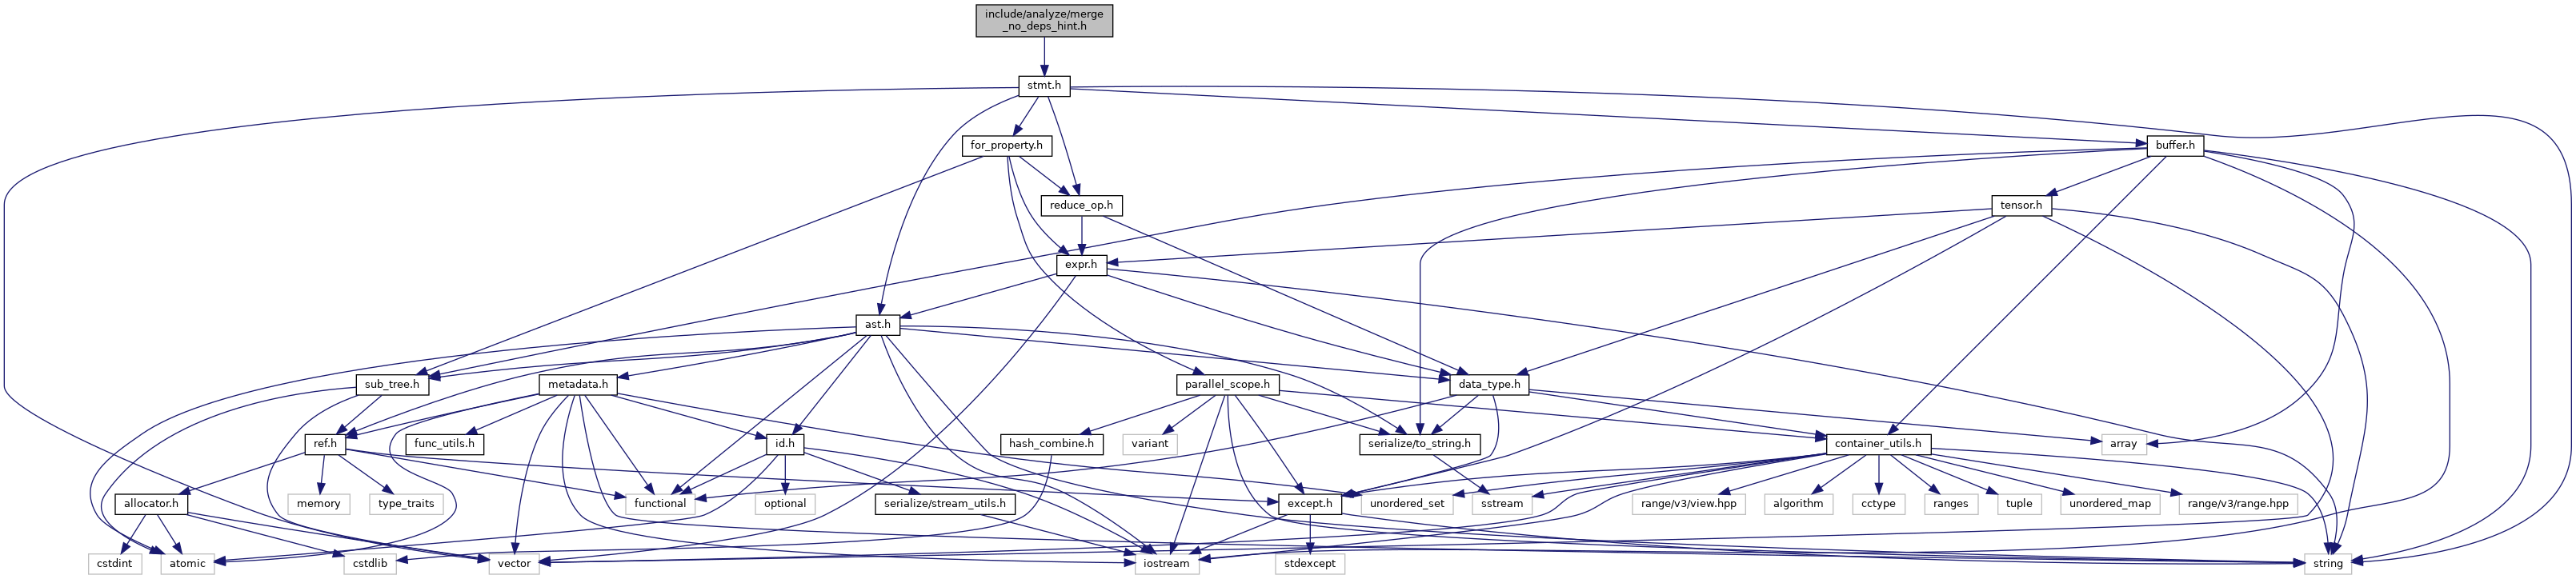 include/analyze/merge
_no_deps_hint.h
stmt.h
for_property.h
buffer.h
reduce_op.h
tensor.h
expr.h
ast.h
sub_tree.h
metadata.h
parallel_scope.h
data_type.h
ref.h
func_utils.h
id.h
hash_combine.h
variant
serialize/to_string.h
container_utils.h
array
allocator.h
memory
type_traits
functional
optional
serialize/stream_utils.h
except.h
unordered_set
sstream
range/v3/view.hpp
algorithm
cctype
ranges
tuple
unordered_map
range/v3/range.hpp
cstdint
atomic
cstdlib
vector
iostream
stdexcept
string